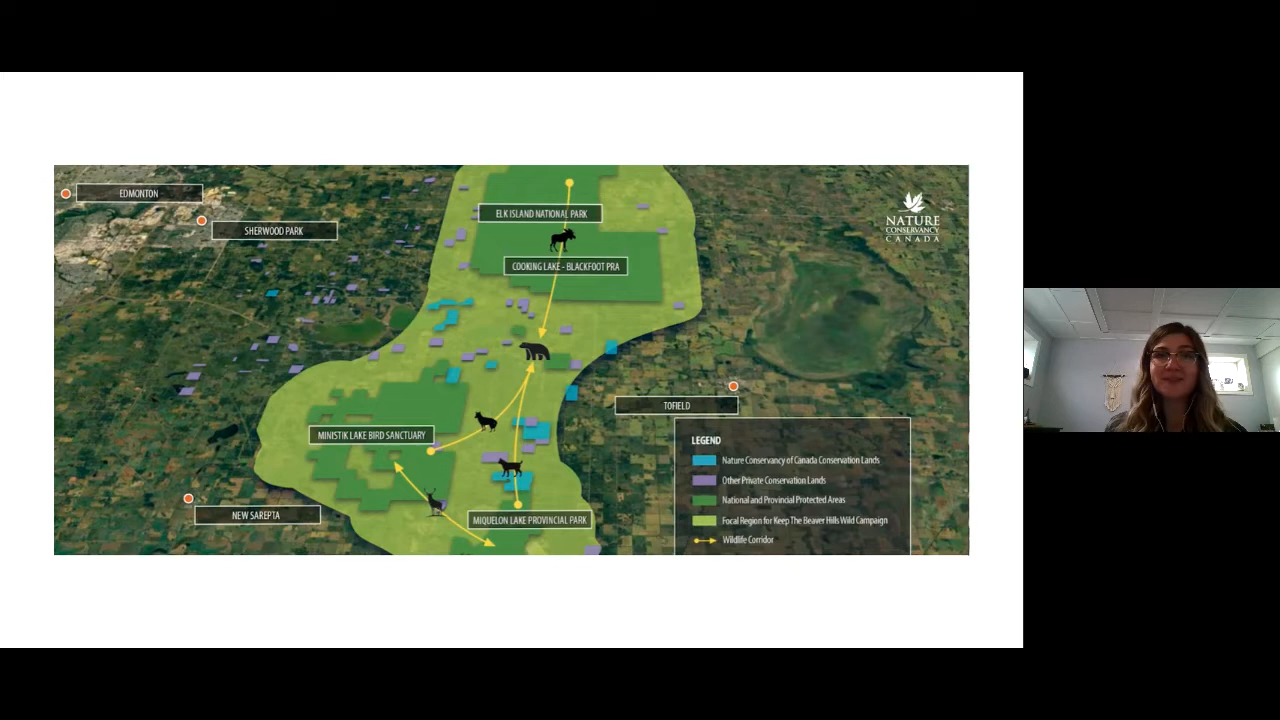 EDMONTON
SHERWOOD PARK
ELK ISLAND NATIONAL PARK
NATURE
CONSERVANCY
CANADA
COOKING LAKE - BLACKFOOT PRA
TOFIELD
MINISTIK LAKE BIRD SANCTUARY
LEGEND
Nature Conservancy of Canada Conservation Lands
Other Private Conservation Lands
National and Provincial Protected Areas
Focal Region for Keep The Beaver Hills Wild Campaign
Wildlife Corridor
NEW SAREPTA
MIQUELON LAKE PROVINCIAL PARK